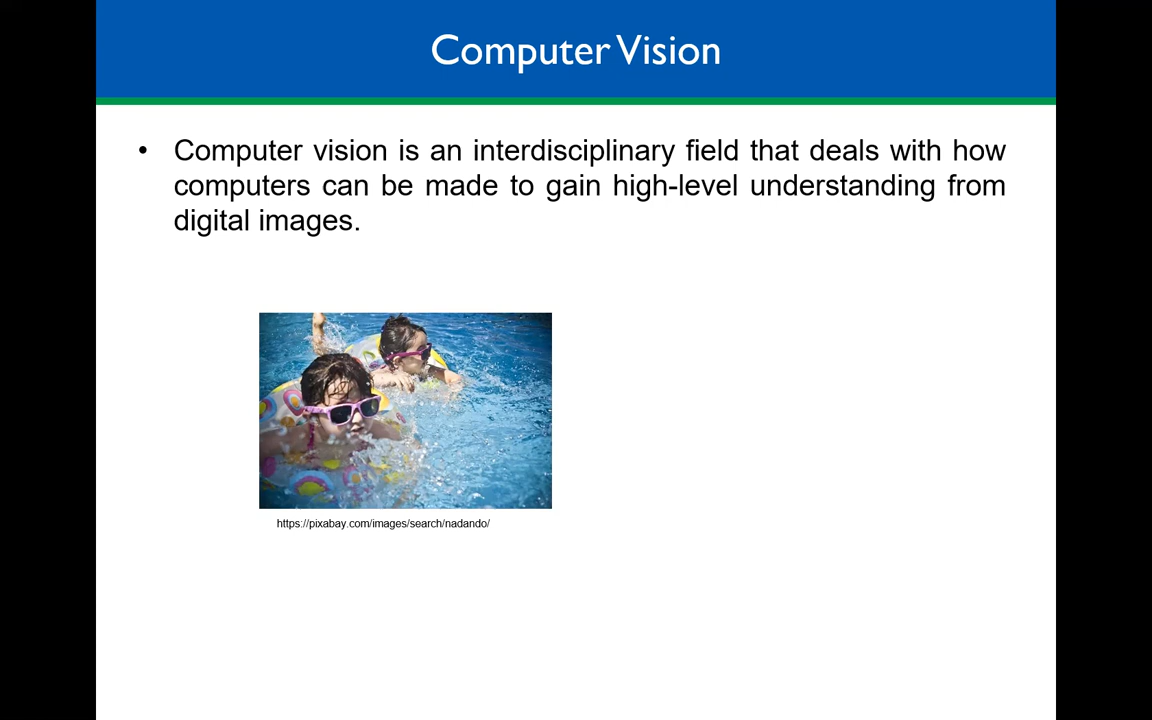 Computer Vision
• Computer vision is an interdisciplinary field that deals with how
computers can be made to gain high-level understanding from
digital images.
https://pixabay.com/images/search/nadando/